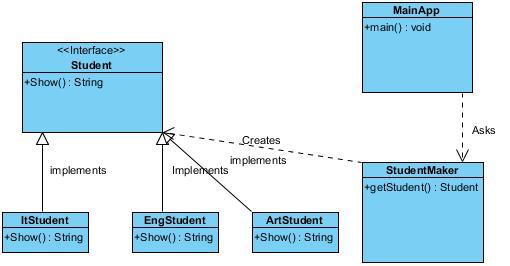 MainApp
+main() : void
<<Interface>>
Student
+Show() : String
Asks
Creates
implements
Implements
implements
StudentMaker
+getStudent() : Student
ItStudent
+Show() : String
EngStudent
+Show() : String
ArtStudent
+Show() : String